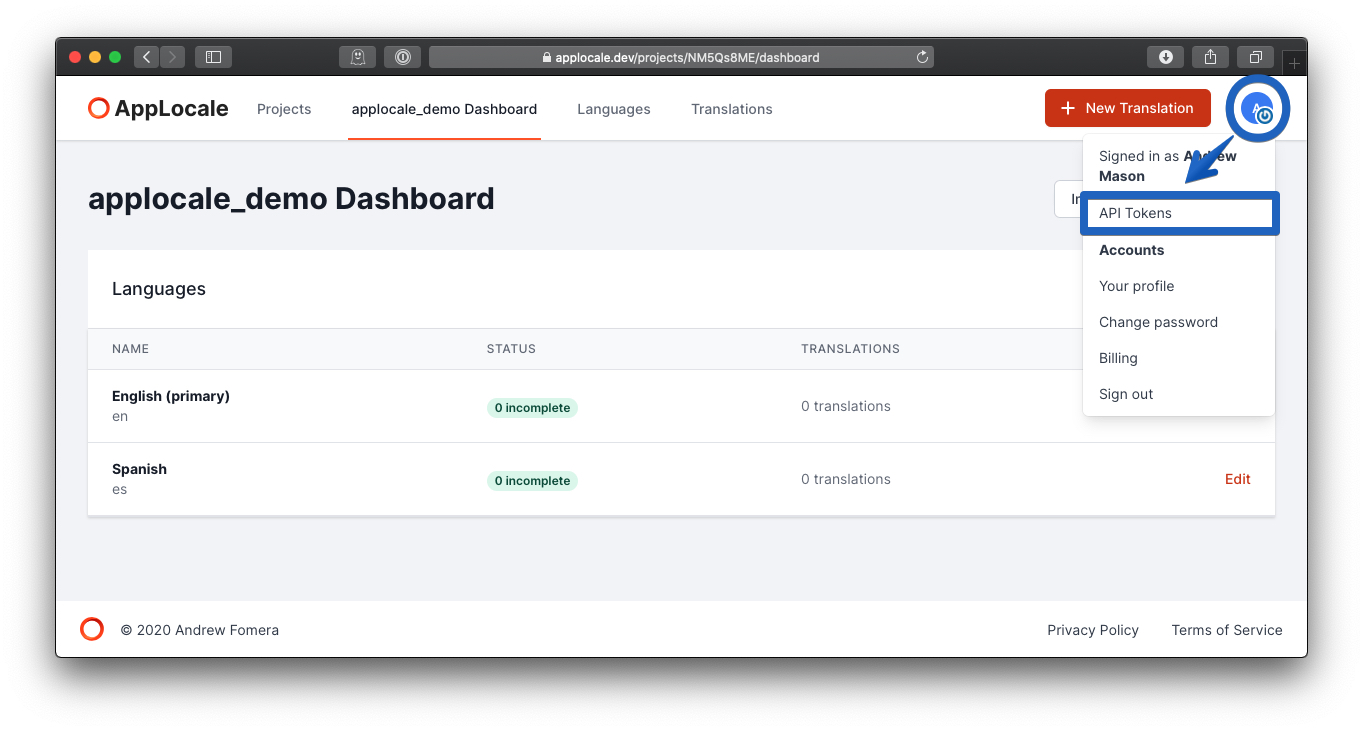 applocale.dev/projects/NM5Qs8ME/dashboard
AppLocale
Projects
applocale_demo Dashboard
Languages
Translations
+ New Translation
A
Signed in as Andrew
Mason
applocale_demo Dashboard
API Tokens
Accounts
Your profile
Change password
Billing
Sign out
Languages
NAME
STATUS
TRANSLATIONS
English (primary)
en
0 incomplete
0 translations
Spanish
es
0 incomplete
0 translations
Edit
© 2020 Andrew Fomera
Privacy Policy
Terms of Service